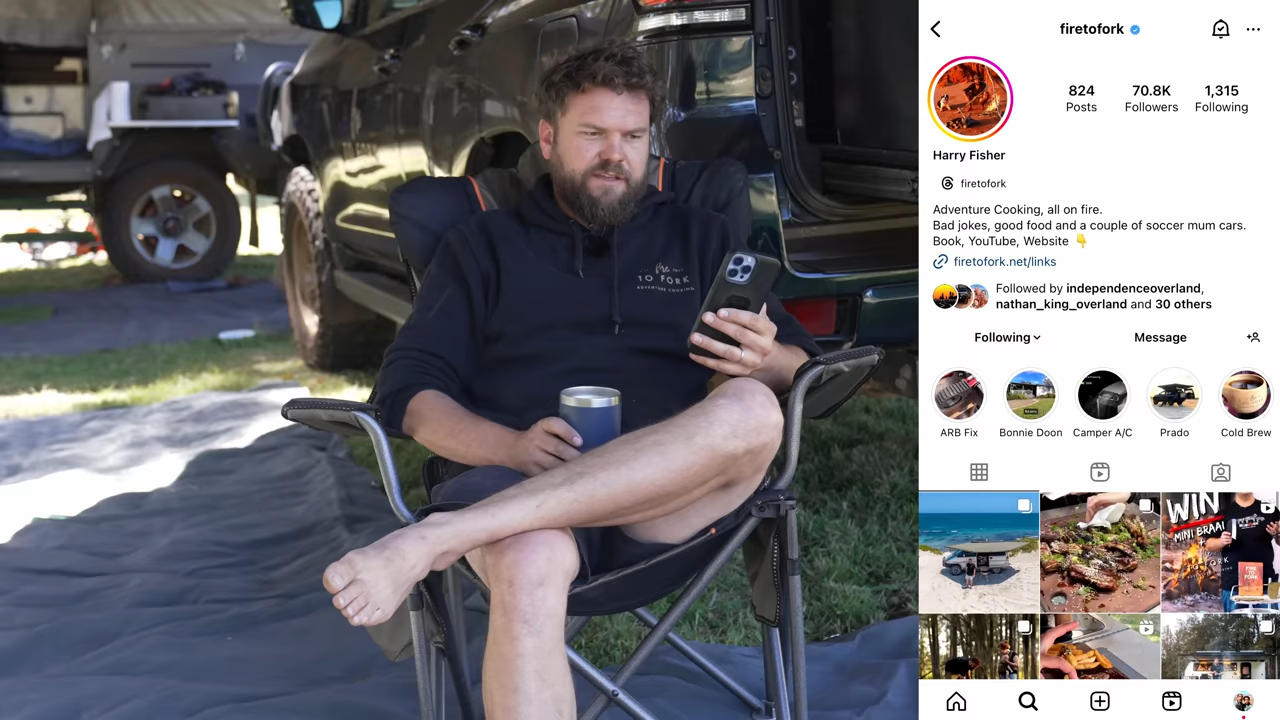 Fire
TO FORK
ADVENTURE COOKING
firetofork
824
70.8K
1,315
Posts
Followers
Following
Harry Fisher
firetofork
Adventure Cooking, all on fire.
Bad jokes, good food and a couple of soccer mum cars.
Book, YouTube, Website 👇
firetofork.net/links
Followed by independenceoverland,
nathan_king_overland and 30 others
Following
Message
ARB Fix
Bonnie Doon
Camper A/C
Prado
Cold Brew
WIN
MINI BRAAI
FIRE
TO
FORK